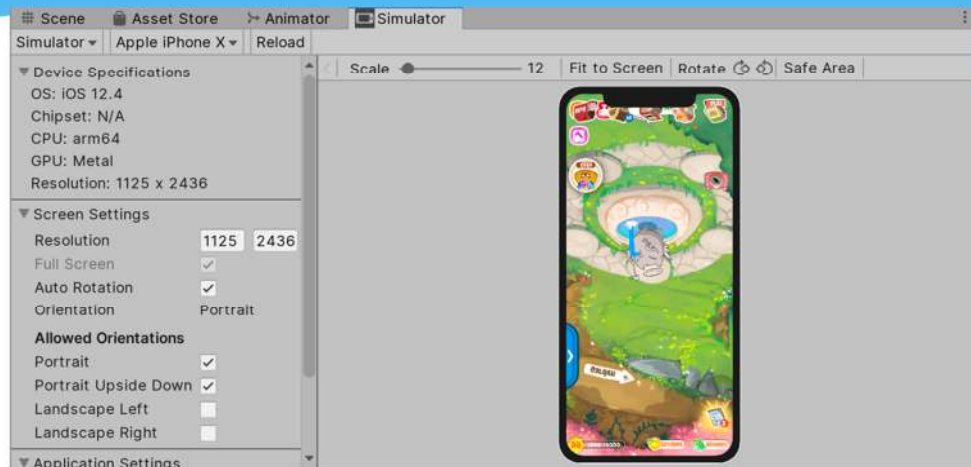 Scene Asset Store Animator Simulator
Simulator Apple iPhone X Reload
Scale 12 Fit to Screen Rotate Safe Area
Device Specifications
OS: iOS 12.4
Chipset: N/A
CPU: arm64
GPU: Metal
Resolution: 1125 x 2436
Screen Settings
Resolution 1125 2436
Full Screen
Auto Rotation
Orientation Portrait
Allowed Orientations
Portrait
Portrait Upside Down
Landscape Left
Landscape Right
Application Settings